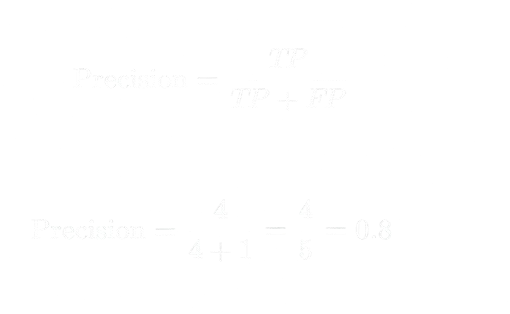 Precision = TP / (TP + FP)
Precision = 4 / (4 + 1) = 4 / 5 = 0.8